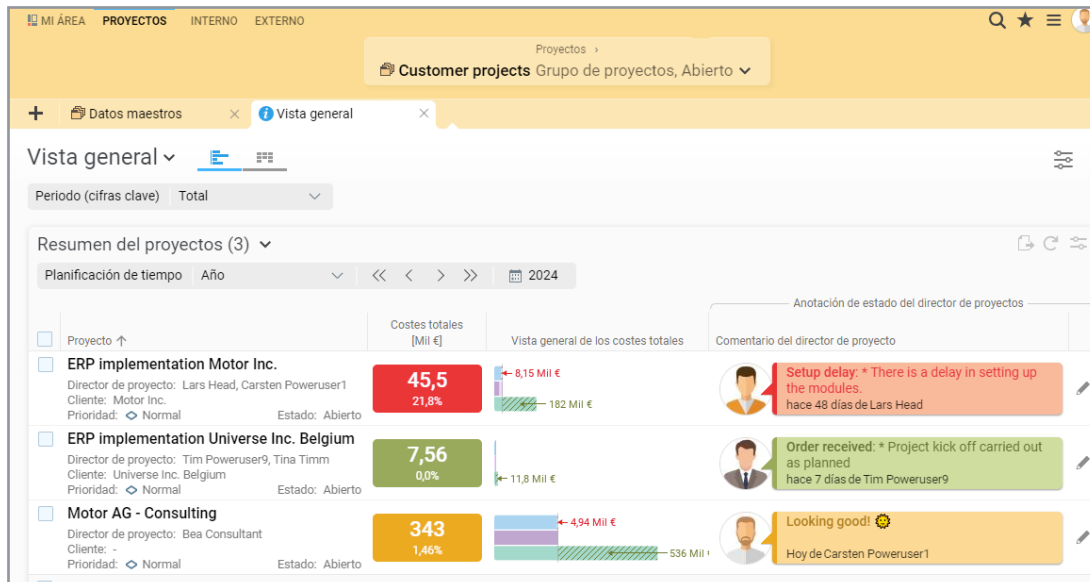 MI ÁREA PROYECTOS INTERNO EXTERNO
Proyectos ›
Customer projects Grupo de proyectos, Abierto
+ Datos maestros × Vista general ×
Vista general
Periodo (cifras clave) Total
Resumen del proyectos (3)
Planificación de tiempo Año 2024
Anotación de estado del director de proyectos
Proyecto ↑ Costes totales [Mil €] Vista general de los costes totales Comentario del director de proyecto
ERP implementation Motor Inc.
Director de proyecto: Lars Head, Carsten Poweruser1
Cliente: Motor Inc.
Prioridad: Normal Estado: Abierto
45,5
21,8%
8,15 Mil €
182 Mil €
Setup delay: * There is a delay in setting up
the modules.
hace 48 días de Lars Head
ERP implementation Universe Inc. Belgium
Director de proyecto: Tim Poweruser9, Tina Timm
Cliente: Universe Inc. Belgium
Prioridad: Normal Estado: Abierto
7,56
0,0%
11,8 Mil €
Order received: * Project kick off carried out
as planned
hace 7 días de Tim Poweruser9
Motor AG - Consulting
Director de proyecto: Bea Consultant
Cliente: -
Prioridad: Normal Estado: Abierto
343
1,46%
4,94 Mil €
536 Mil
Looking good! 🌞
Hoy de Carsten Poweruser1